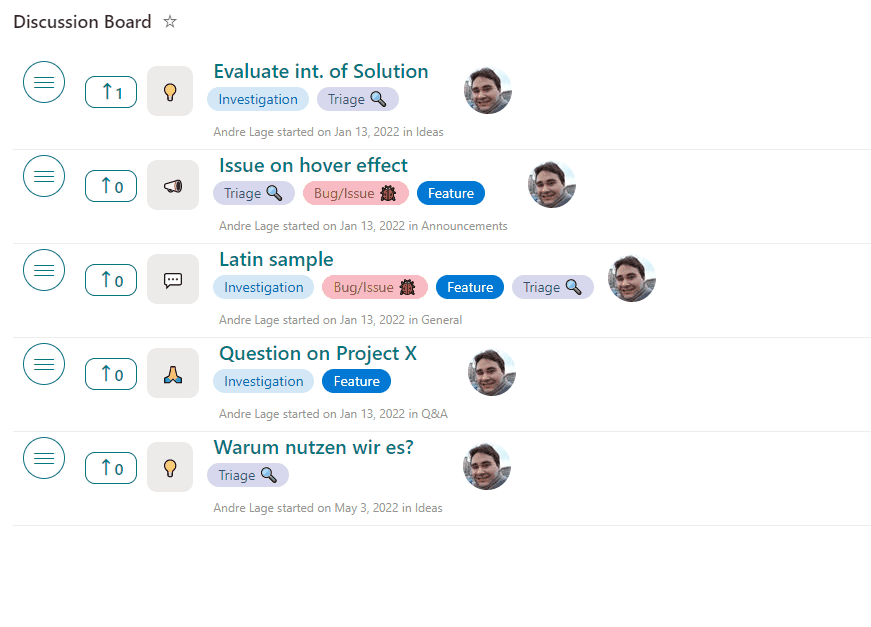 Discussion Board ☆
Evaluate int. of Solution
↑1
Investigation Triage 🔍
Andre Lage started on Jan 13, 2022 in Ideas
Issue on hover effect
↑0
Triage 🔍 Bug/Issue 🐞 Feature
Andre Lage started on Jan 13, 2022 in Announcements
Latin sample
↑0
Investigation Bug/Issue 🐞 Feature Triage 🔍
Andre Lage started on Jan 13, 2022 in General
Question on Project X
↑0
Investigation Feature
Andre Lage started on Jan 13, 2022 in Q&A
Warum nutzen wir es?
↑0
Triage 🔍
Andre Lage started on May 3, 2022 in Ideas